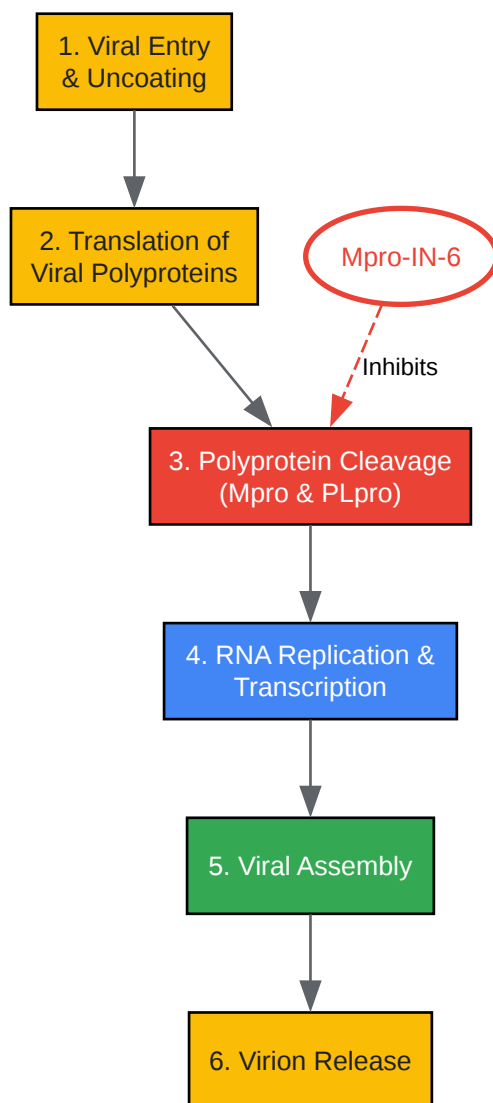 1. Viral Entry
& Uncoating
2. Translation of
Viral Polyproteins
Mpro-IN-6
Inhibits
3. Polyprotein Cleavage
(Mpro & PLpro)
4. RNA Replication &
Transcription
5. Viral Assembly
6. Virion Release